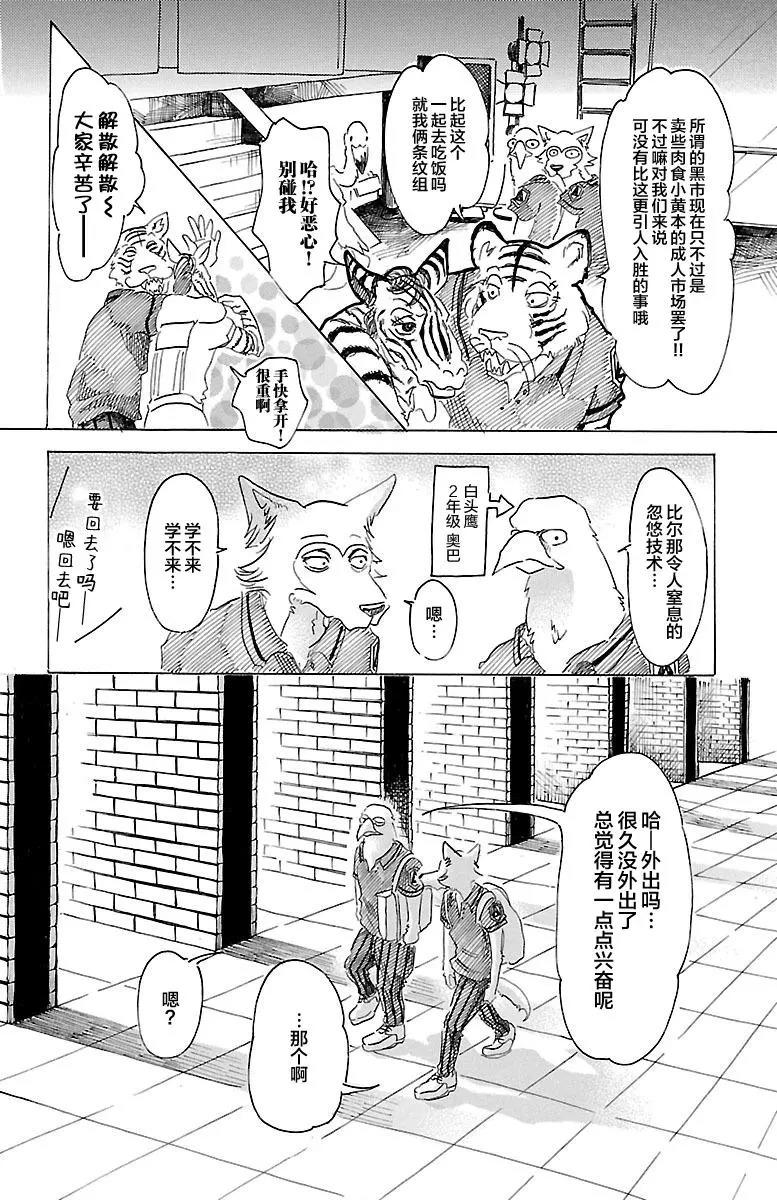 所谓的黑市现在只不过是
卖些肉食小黄本的成人市场罢了!!
不过嘛对我们来说
可没有比这更引人入胜的事哦
比起这个
一起去吃饭吗
就我俩条纹组
哈!?好恶心!
别碰我
解散解散～
大家辛苦了——
手快拿开!
很重啊
比尔那令人窒息的
忽悠技术…
白头鹰
2年级 奥巴
嗯…
学不来
学不来…
要回去了吗
嗯回去吧
哈—外出吗…
很久没外出了
总觉得有一点点兴奋呢
…那个啊
嗯？